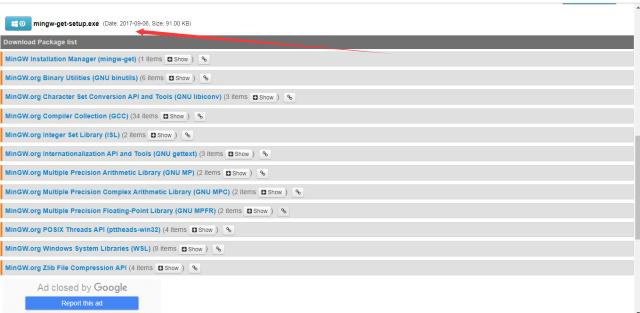 mingw-get-setup.exe (Date: 2017-09-06, Size: 91.00 KB)
Download Package list
MinGW Installation Manager (mingw-get) (1 items Show )
MinGW.org Binary Utilities (GNU binutils) (6 items Show )
MinGW.org Character Set Conversion API and Tools (GNU libiconv) (3 items Show )
MinGW.org Compiler Collection (GCC) (34 items Show )
MinGW.org Integer Set Library (ISL) (2 items Show )
MinGW.org Internationalization API and Tools (GNU gettext) (3 items Show )
MinGW.org Multiple Precision Arithmetic Library (GNU MP) (2 items Show )
MinGW.org Multiple Precision Complex Arithmetic Library (GNU MPC) (2 items Show )
MinGW.org Multiple Precision Floating-Point Library (GNU MPFR) (2 items Show )
MinGW.org POSIX Threads API (pttheads-win32) (4 items Show )
MinGW.org Windows System Libraries (WSL) (9 items Show )
MinGW.org Zlib File Compression API (4 items Show )
Ad closed by Google
Report this ad